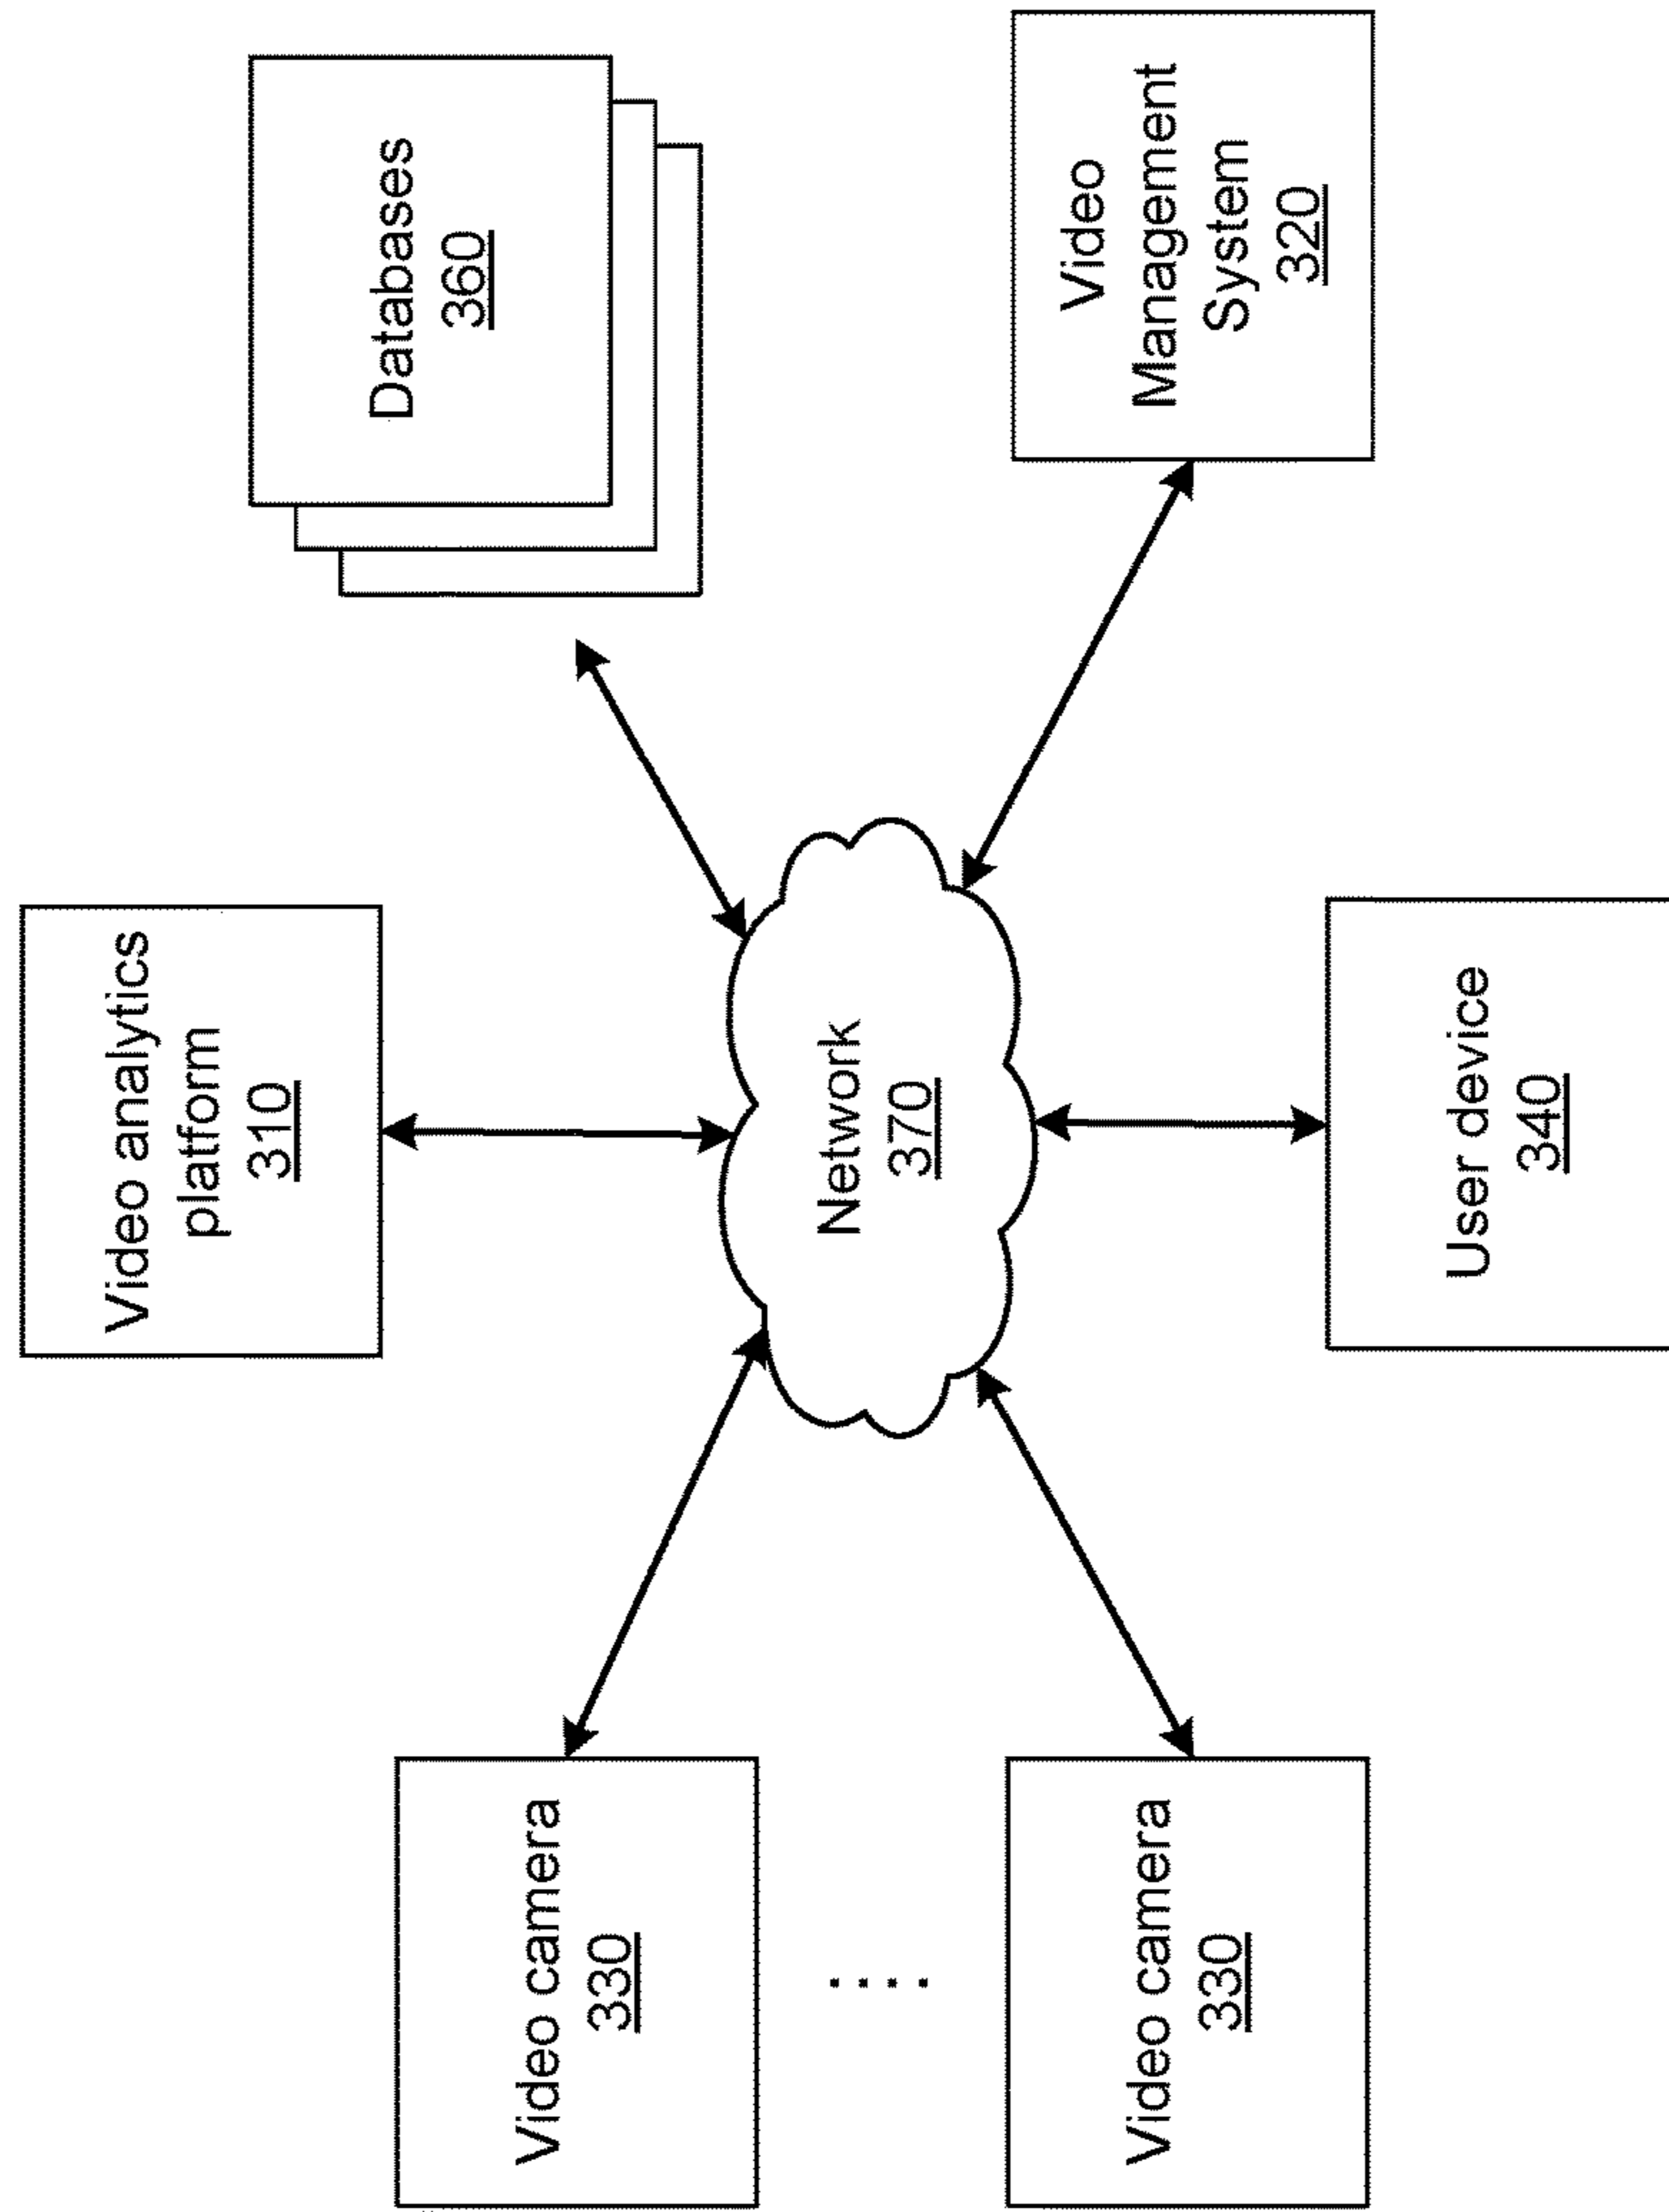 Video analytics
platform
310
Video camera
330
Databases
360
Network
370
....
Video camera
330
Video
Management
System
320
User device
340